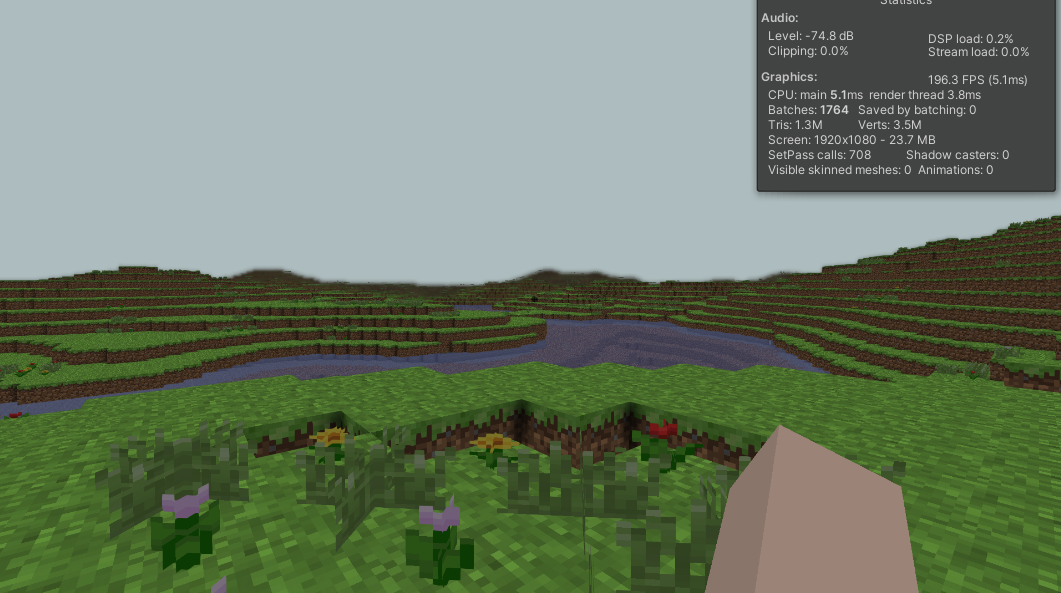 Statistics
Audio:
Level: -74.8 dB DSP load: 0.2%
Clipping: 0.0% Stream load: 0.0%
Graphics: 196.3 FPS (5.1ms)
CPU: main 5.1ms render thread 3.8ms
Batches: 1764 Saved by batching: 0
Tris: 1.3M Verts: 3.5M
Screen: 1920x1080 - 23.7 MB
SetPass calls: 708 Shadow casters: 0
Visible skinned meshes: 0 Animations: 0